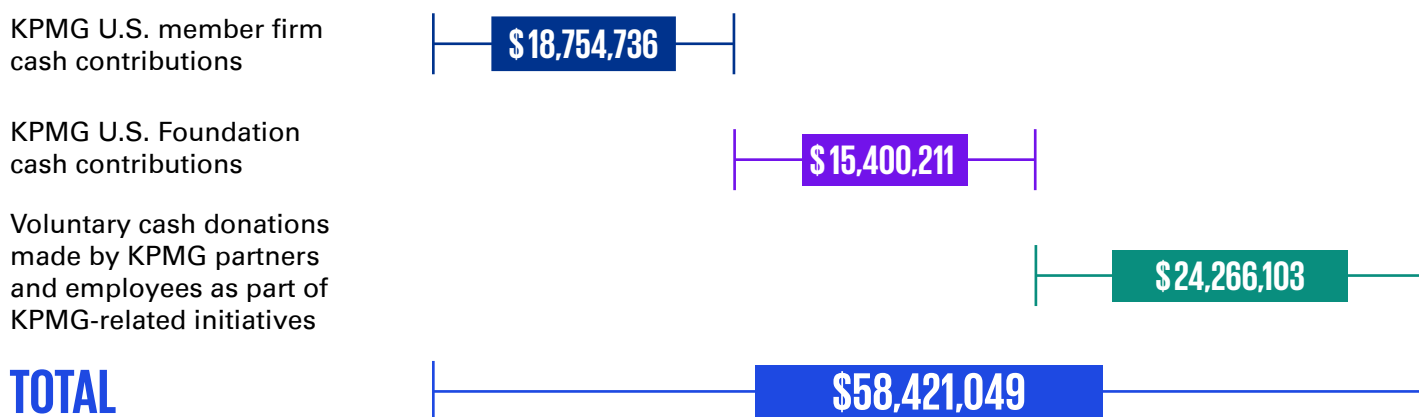 KPMG U.S. member firm
cash contributions
$18,754,736
KPMG U.S. Foundation
cash contributions
$15,400,211
Voluntary cash donations
made by KPMG partners
and employees as part of
KPMG-related initiatives
$24,266,103
TOTAL
$58,421,049